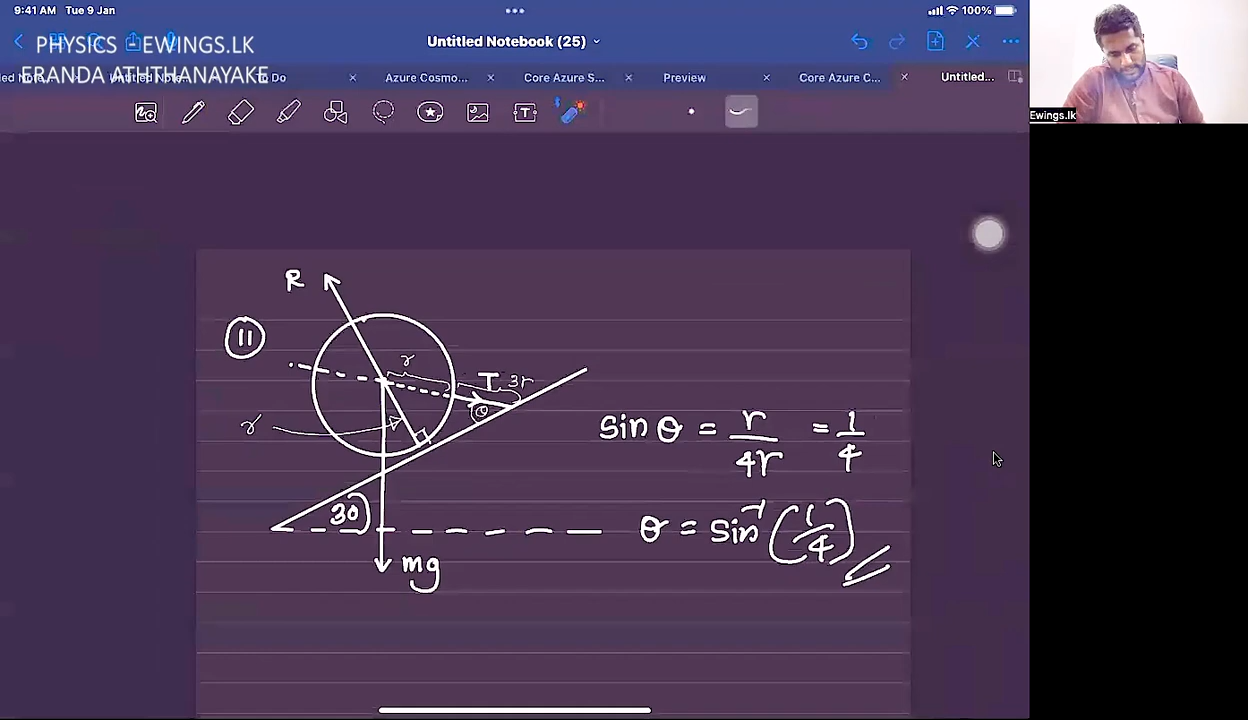 9:41 AM Tue 9 Jan
100%
PHYSICS - EWINGS.LK
Untitled Notebook (25)
ERANDA ATHTHANAYAKE
Do
Azure Cosmo...
Core Azure S...
Preview
Core Azure C...
Untitled...
T
Ewings.lk
R
11
r
T 3r
θ
r
sin θ = r/4r = 1/4
30
θ = sin⁻¹ (1/4)
mg